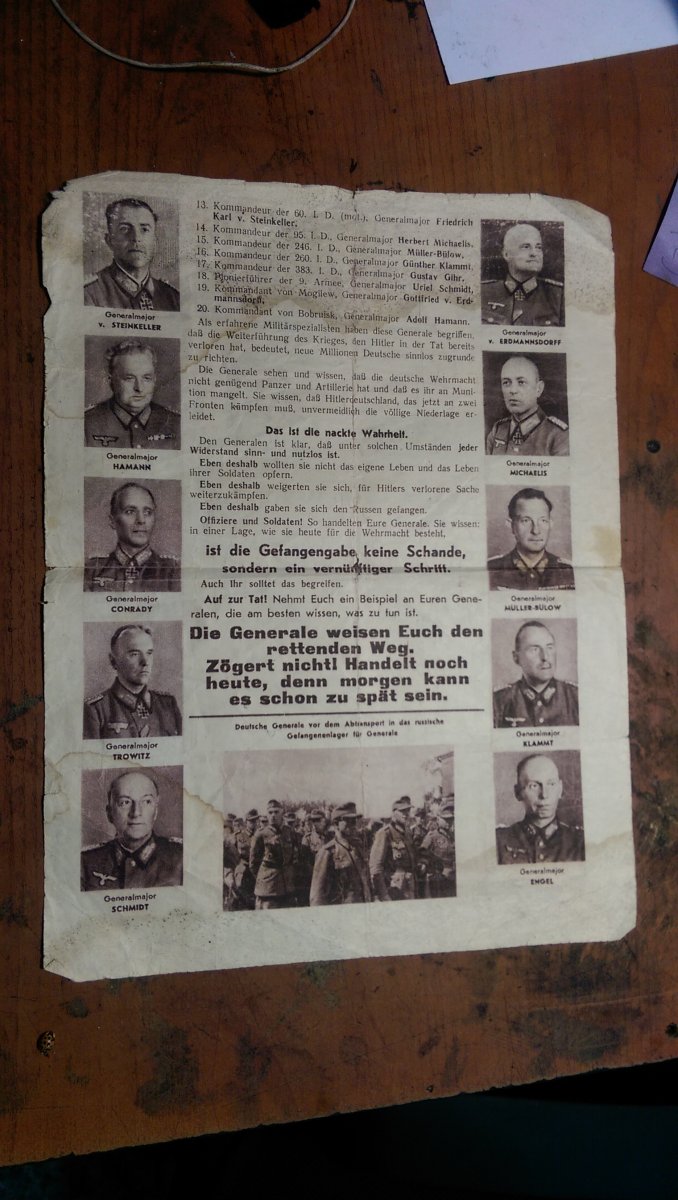 13. Kommandeur der 60. I. D. (mot.), Generalmajor Friedrich
Karl v. Steinkeller,
14. Kommandeur der 95. I. D., Generalmajor Herbert Michaelis,
15. Kommandeur der 246. I. D., Generalmajor Müller-Bülow,
16. Kommandeur der 260. I. D., Generalmajor Günther Klammt,
17. Kommandeur der 383. I. D., Generalmajor Gustav Gihr,
18. Pionierführer der 9. Armee, Generalmajor Uriel Schmidt,
19. Kommandant von Mogilew, Generalmajor Gottfried v. Erd-
mannsdorff,
20. Kommandant von Bobruisk, Generalmajor Adolf Hamann.
Als erfahrene Militärspezialisten haben diese Generale begriffen,
daß die Weiterführung des Krieges, den Hitler in der Tat bereits
verloren hat, bedeutet, neue Millionen Deutsche sinnlos zugrunde
zu richten.
Die Generale sehen und wissen, daß die deutsche Wehrmacht
nicht genügend Panzer und Artillerie hat und daß es ihr an Muni-
tion mangelt. Sie wissen, daß Hitlerdeutschland, das jetzt an zwei
Fronten kämpfen muß, unvermeidlich die völlige Niederlage er-
leidet.
Das ist die nackte Wahrheit.
Den Generalen ist klar, daß unter solchen Umständen jeder
Widerstand sinn- und nutzlos ist.
Eben deshalb wollten sie nicht das eigene Leben und das Leben
ihrer Soldaten opfern.
Eben deshalb weigerten sie sich, für Hitlers verlorene Sache
weiterzukämpfen.
Eben deshalb gaben sie sich den Russen gefangen.
Offiziere und Soldaten! So handelten Eure Generale. Sie wissen:
in einer Lage, wie sie heute für die Wehrmacht besteht,
ist die Gefangengabe keine Schande,
sondern ein vernünftiger Schritt.
Auch Ihr solltet das begreifen.
Auf zur Tat! Nehmt Euch ein Beispiel an Euren Gene-
ralen, die am besten wissen, was zu tun ist.
Die Generale weisen Euch den
rettenden Weg.
Zögert nicht! Handelt noch
heute, denn morgen kann
es schon zu spät sein.
Deutsche Generale vor dem Abtransport in das russische
Gefangenenlager für Generale
Generalmajor
v. STEINKELLER
Generalmajor
HAMANN
Generalmajor
CONRADY
Generalmajor
TROWITZ
Generalmajor
SCHMIDT
Generalmajor
v. ERDMANNSDORFF
Generalmajor
MICHAELIS
Generalmajor
MÜLLER-BÜLOW
Generalmajor
KLAMMT
Generalmajor
ENGEL